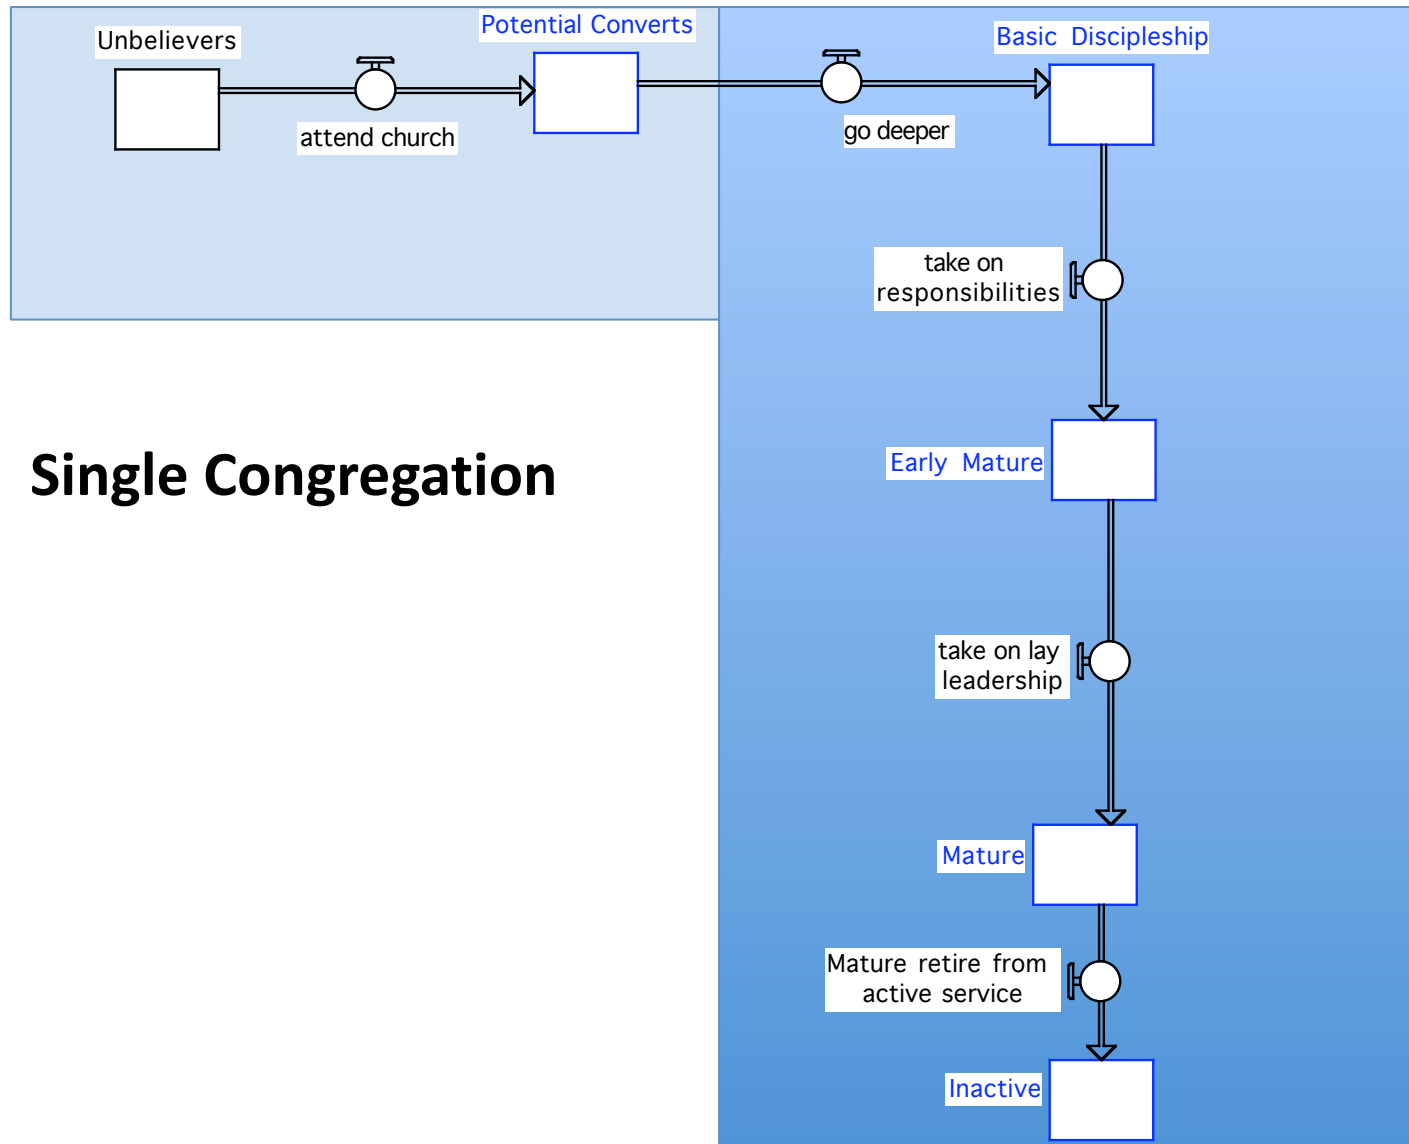 Unbelievers
Potential Converts
Basic Discipleship
attend church
go deeper
take on
responsibilities
Early Mature
Single Congregation
take on lay
leadership
Mature
Mature retire from
active service
Inactive